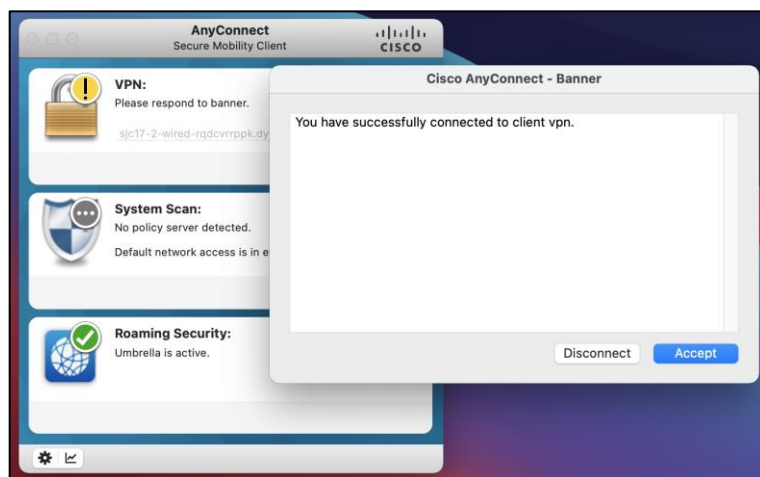 AnyConnect
Secure Mobility Client
CISCO
VPN:
Please respond to banner.
sjc17-2-wired-rqdcvrrppk.dy
System Scan:
No policy server detected.
Default network access is in e
Roaming Security:
Umbrella is active.
Cisco AnyConnect - Banner
You have successfully connected to client vpn.
Disconnect
Accept